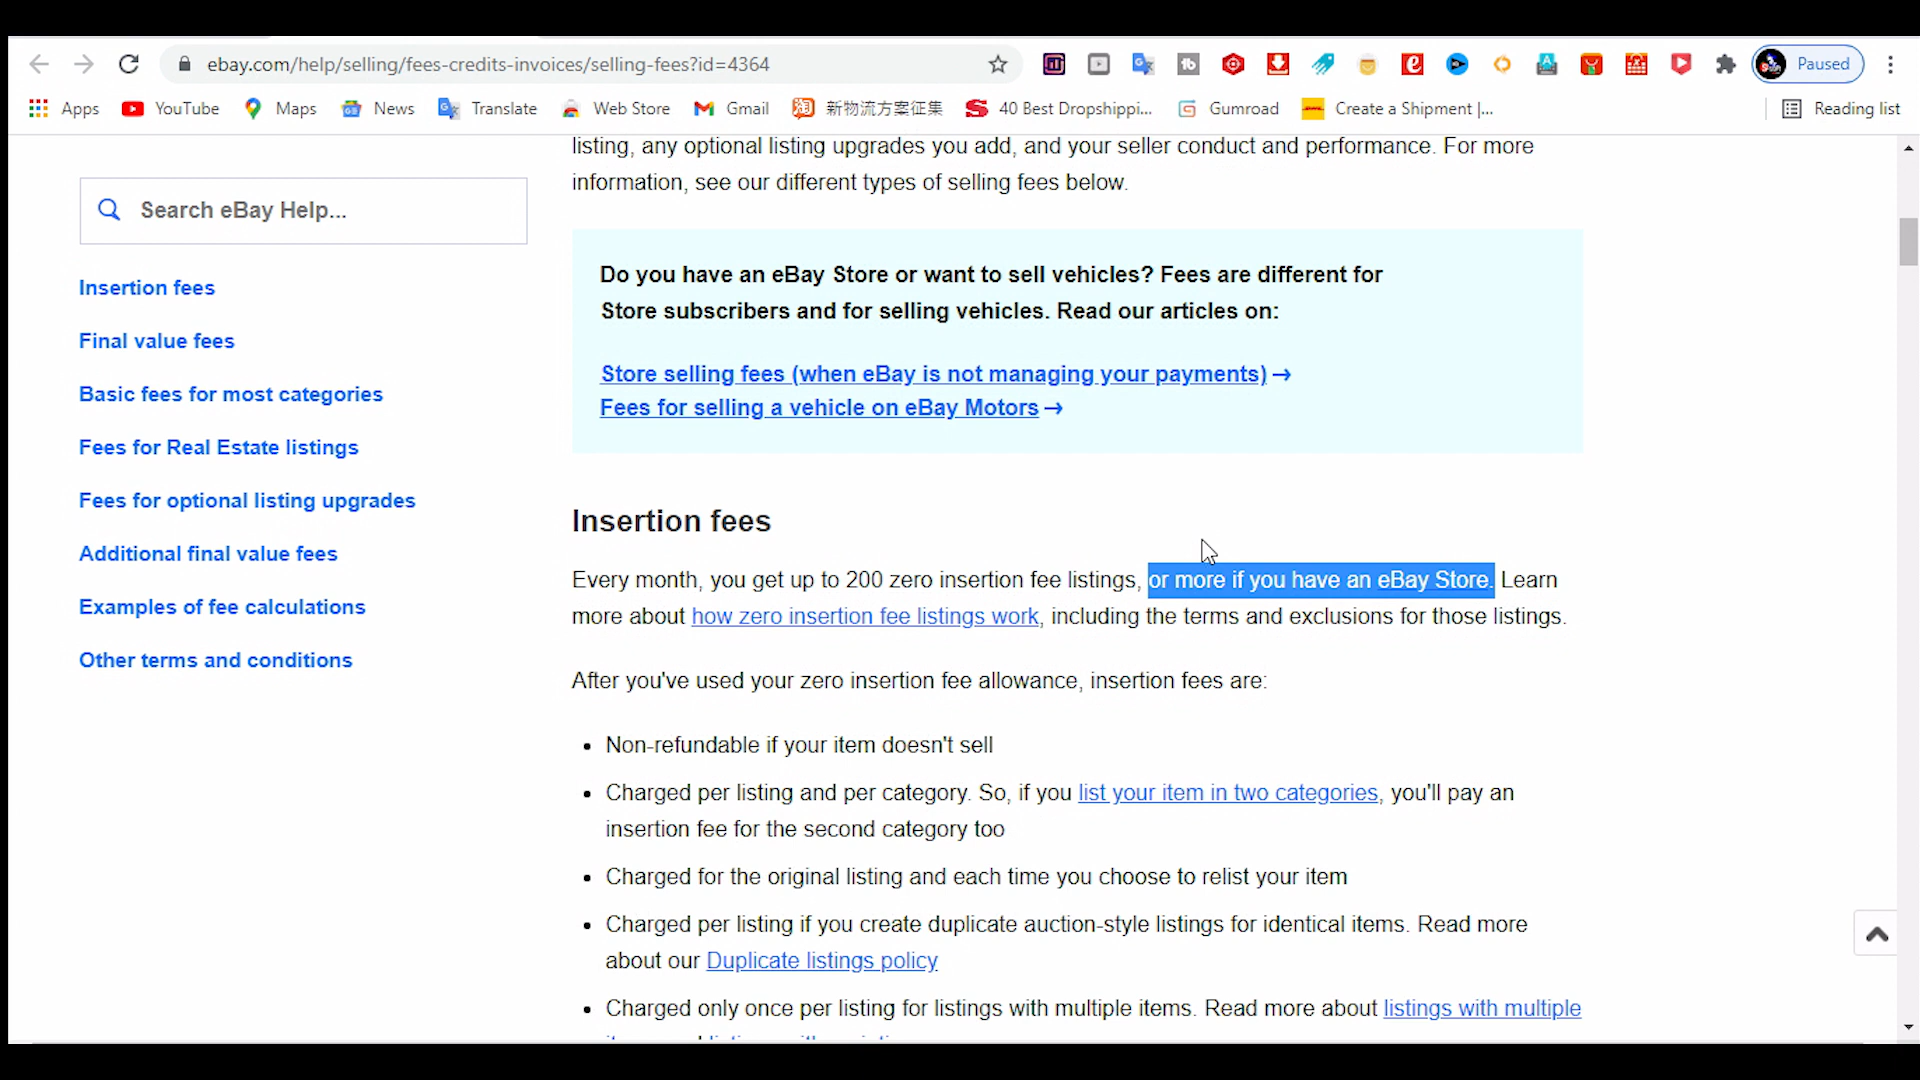 ebay.com/help/selling/fees-credits-invoices/selling-fees?id=4364
Paused
Apps YouTube Maps News Translate Web Store Gmail 新物流方案征集 40 Best Dropshippi... Gumroad Create a Shipment |... Reading list
listing, any optional listing upgrades you add, and your seller conduct and performance. For more
information, see our different types of selling fees below.
Search eBay Help...
Insertion fees
Final value fees
Basic fees for most categories
Fees for Real Estate listings
Fees for optional listing upgrades
Additional final value fees
Examples of fee calculations
Other terms and conditions
Do you have an eBay Store or want to sell vehicles? Fees are different for
Store subscribers and for selling vehicles. Read our articles on:
Store selling fees (when eBay is not managing your payments) →
Fees for selling a vehicle on eBay Motors →
Insertion fees
Every month, you get up to 200 zero insertion fee listings, or more if you have an eBay Store. Learn
more about how zero insertion fee listings work, including the terms and exclusions for those listings.
After you've used your zero insertion fee allowance, insertion fees are:
• Non-refundable if your item doesn't sell
• Charged per listing and per category. So, if you list your item in two categories, you'll pay an
insertion fee for the second category too
• Charged for the original listing and each time you choose to relist your item
• Charged per listing if you create duplicate auction-style listings for identical items. Read more
about our Duplicate listings policy
• Charged only once per listing for listings with multiple items. Read more about listings with multiple